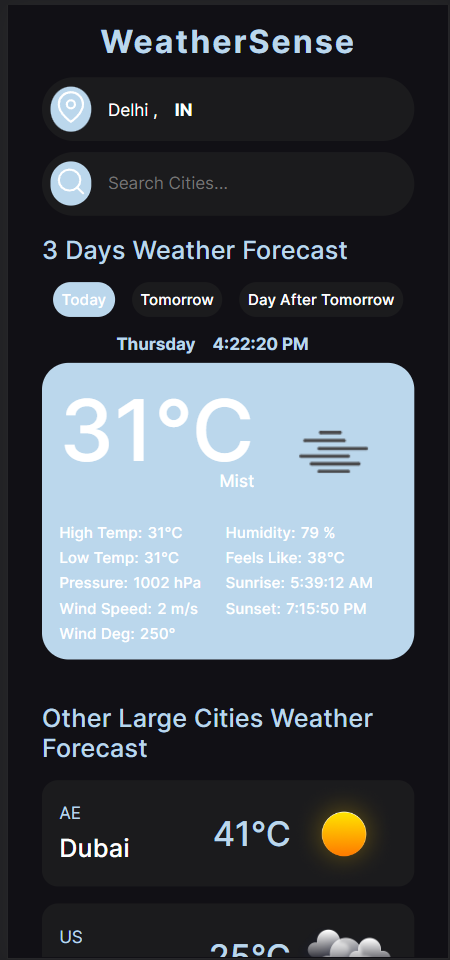 WeatherSense
Delhi , IN
Search Cities...
3 Days Weather Forecast
Today Tomorrow Day After Tomorrow
Thursday 4:22:20 PM
31°C
Mist
High Temp: 31°C Humidity: 79 %
Low Temp: 31°C Feels Like: 38°C
Pressure: 1002 hPa Sunrise: 5:39:12 AM
Wind Speed: 2 m/s Sunset: 7:15:50 PM
Wind Deg: 250°
Other Large Cities Weather
Forecast
AE
Dubai 41°C
US
25°C